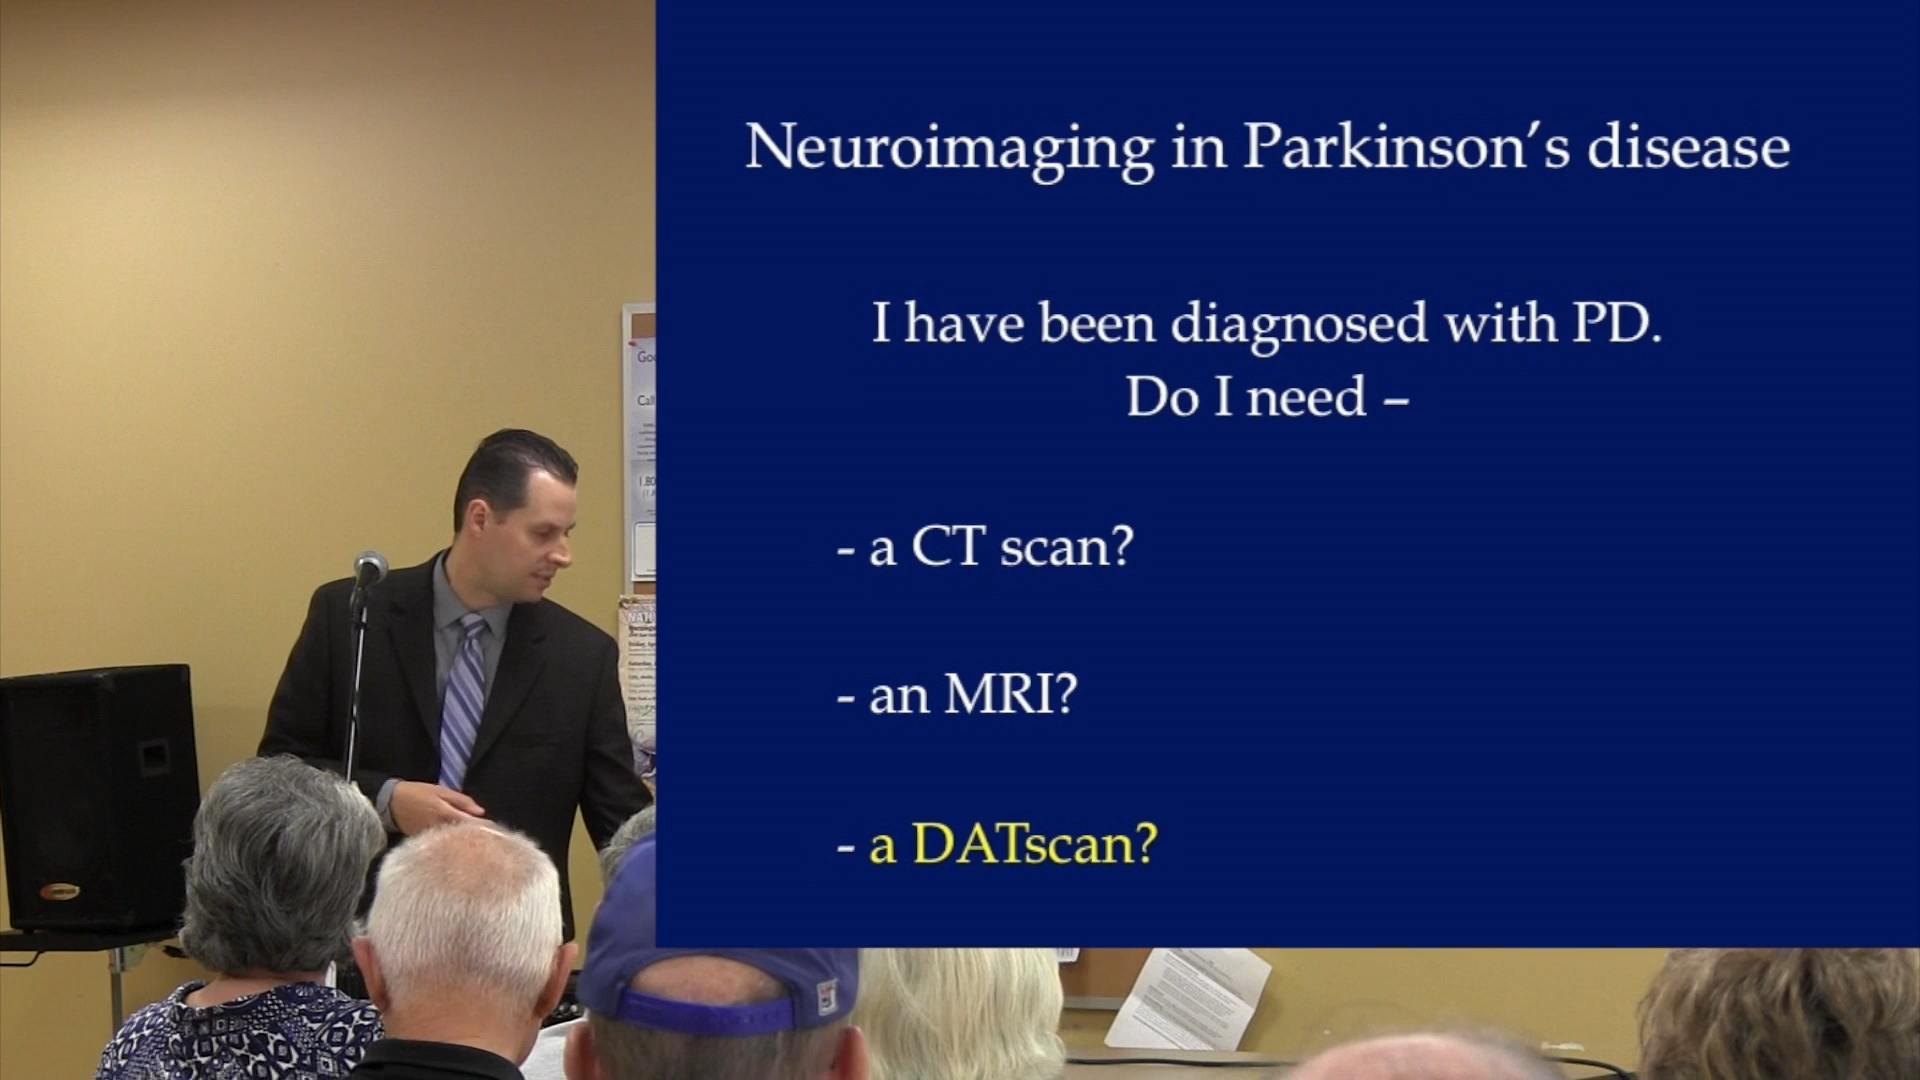 Neuroimaging in Parkinson's disease
I have been diagnosed with PD.
Do I need –
- a CT scan?
- an MRI?
- a DATscan?